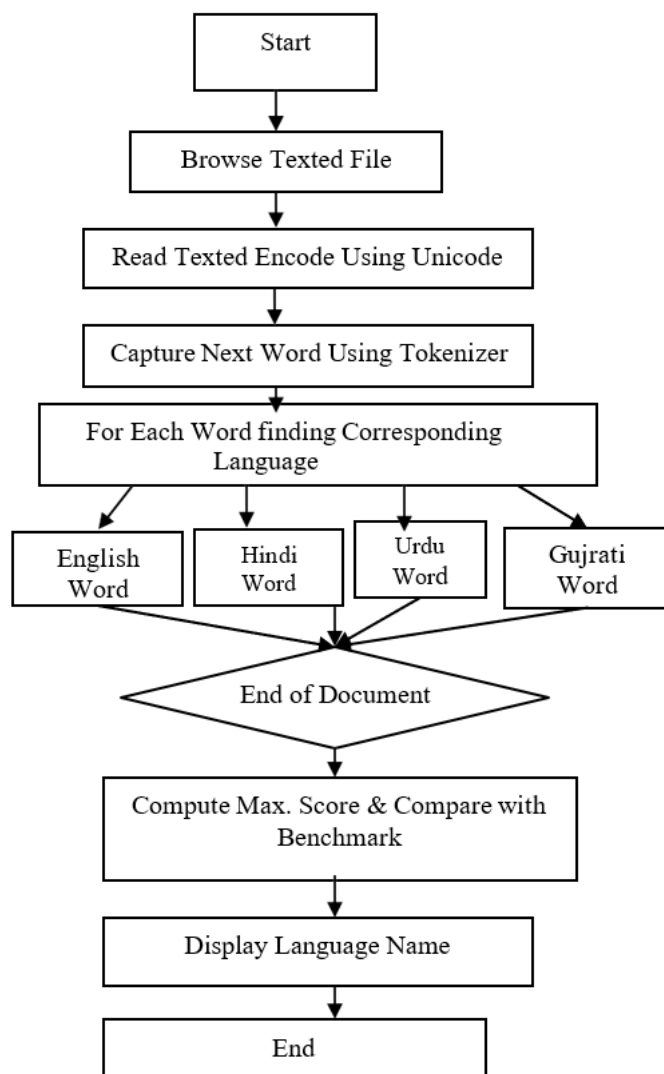 Start
Browse Texted File
Read Texted Encode Using Unicode
Capture Next Word Using Tokenizer
For Each Word finding Corresponding
Language
English
Word
Hindi
Word
Urdu
Word
Gujrati
Word
End of Document
Compute Max. Score & Compare with
Benchmark
Display Language Name
End